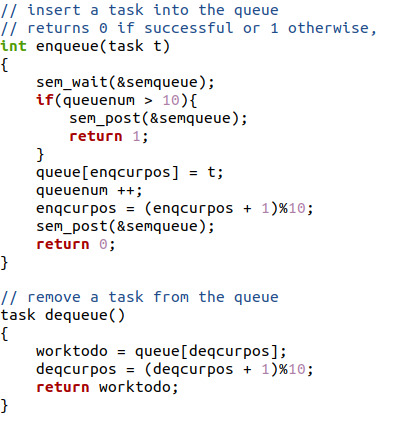 // insert a task into the queue
// returns 0 if successful or 1 otherwise,
int enqueue(task t)
{
    sem_wait(&semqueue);
    if(queuenum > 10){
        sem_post(&semqueue);
        return 1;
    }
    queue[enqcurpos] = t;
    queuenum ++;
    enqcurpos = (enqcurpos + 1)%10;
    sem_post(&semqueue);
    return 0;
}

// remove a task from the queue
task dequeue()
{
    worktodo = queue[deqcurpos];
    deqcurpos = (deqcurpos + 1)%10;
    return worktodo;
}